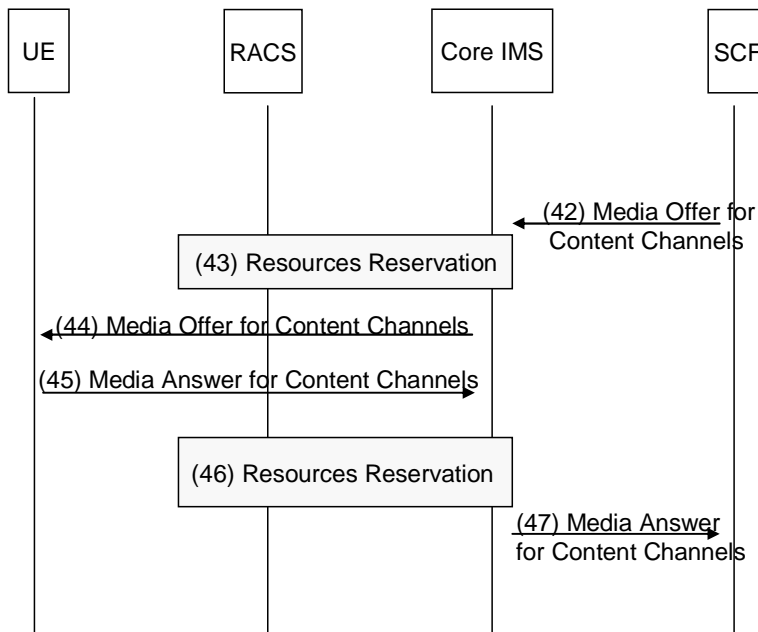 UE
RACS
Core IMS
SCF
(42) Media Offer for
Content Channels
(43) Resources Reservation
(44) Media Offer for Content Channels
(45) Media Answer for Content Channels
(46) Resources Reservation
(47) Media Answer
for Content Channels